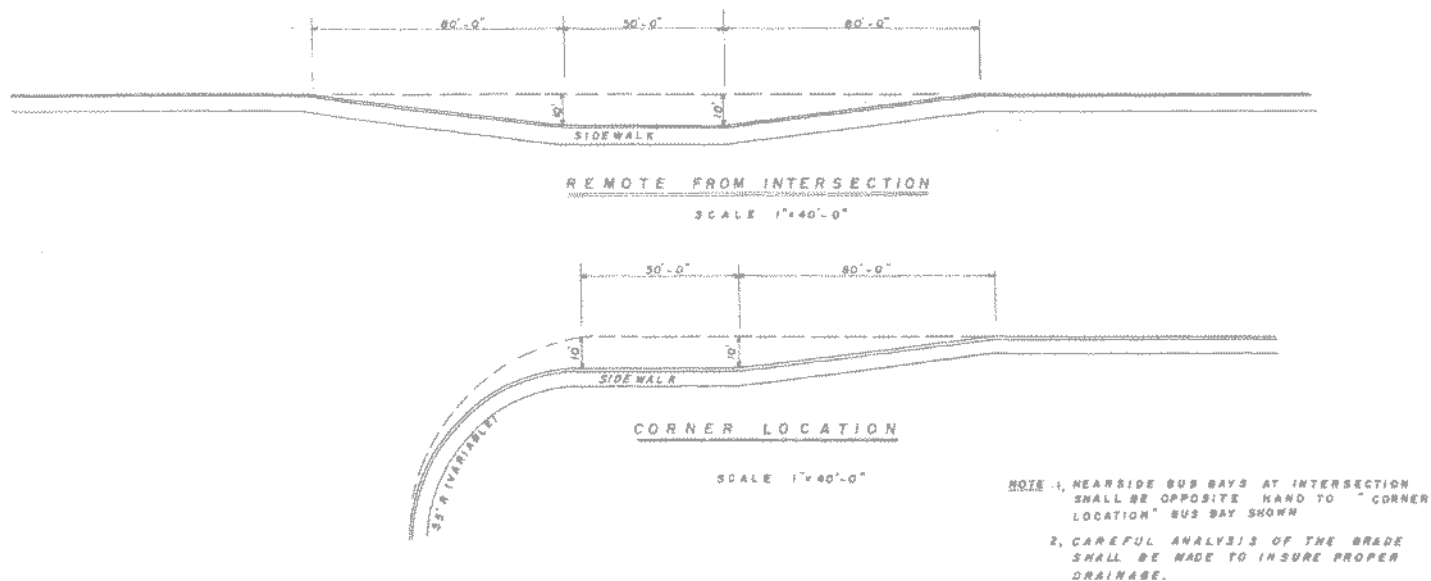 80'-0" 50'-0" 80'-0"
10' 10'
SIDEWALK
REMOTE FROM INTERSECTION
SCALE 1"=40'-0"
50'-0" 80'-0"
10' 10'
SIDEWALK
55' R (VARIABLE)
CORNER LOCATION
SCALE 1"=40'-0"
NOTE 1, NEARSIDE BUS BAYS AT INTERSECTION
SHALL BE OPPOSITE HAND TO "CORNER
LOCATION" BUS BAY SHOWN
2, CAREFUL ANALYSIS OF THE GRADE
SHALL BE MADE TO INSURE PROPER
DRAINAGE.